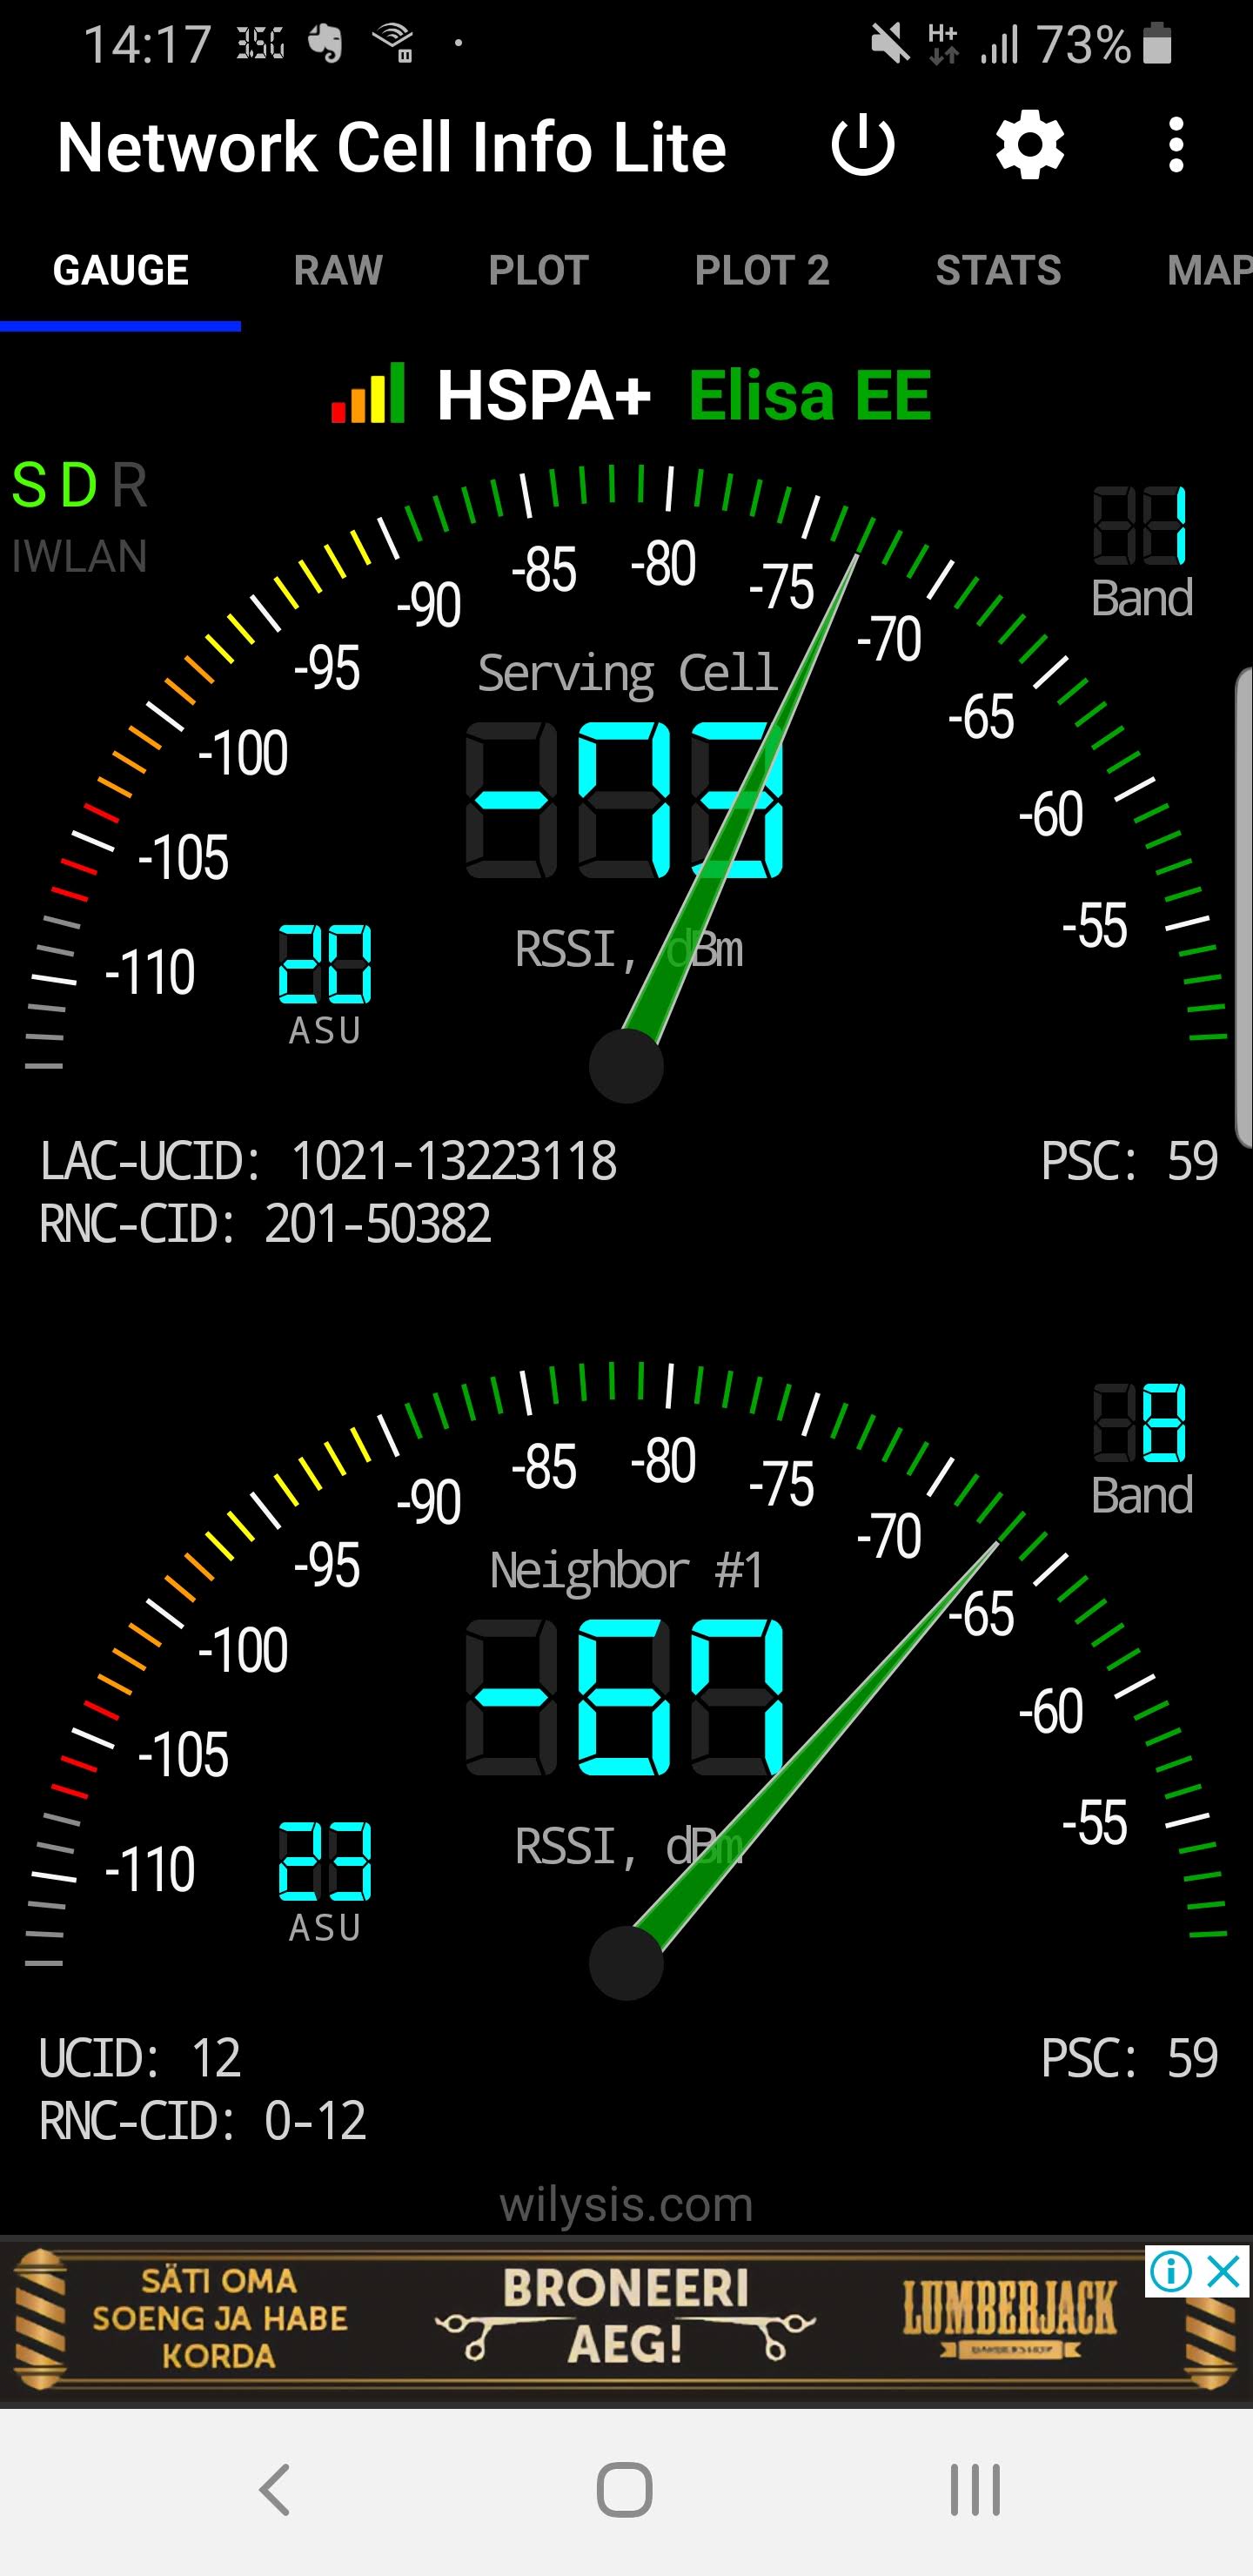 14:17 35G H+ 73%
Network Cell Info Lite
GAUGE RAW PLOT PLOT 2 STATS MAP
HSPA+ Elisa EE
S D R
IWLAN
1
Band
-110 -105 -100 -95 -90 -85 -80 -75 -70 -65 -60 -55
Serving Cell
-73
RSSI, dBm
20
ASU
LAC-UCID: 1021-13223118 PSC: 59
RNC-CID: 201-50382
8
Band
-110 -105 -100 -95 -90 -85 -80 -75 -70 -65 -60 -55
Neighbor #1
-67
RSSI, dBm
23
ASU
UCID: 12 PSC: 59
RNC-CID: 0-12
wilysis.com
SÄTI OMA
SOENG JA HABE
KORDA
BRONEERI
AEG!
LUMBERJACK
BARBERSHOP